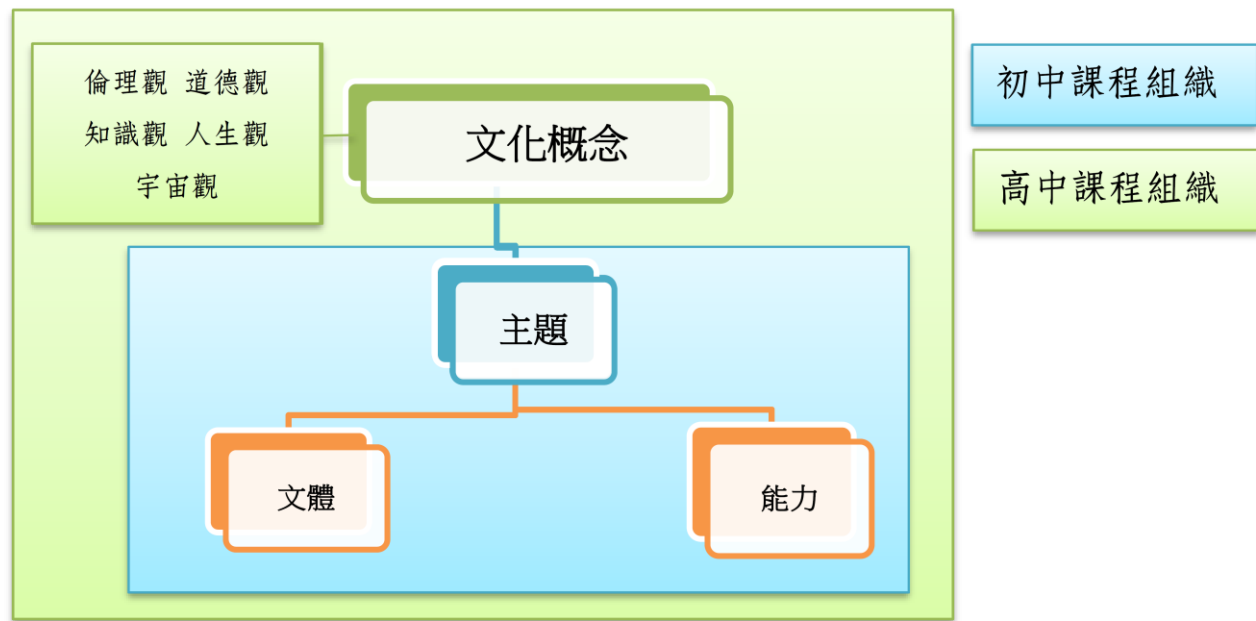 倫理觀 道德觀
知識觀 人生觀
宇宙觀
文化概念
主題
文體
能力
初中課程組織
高中課程組織